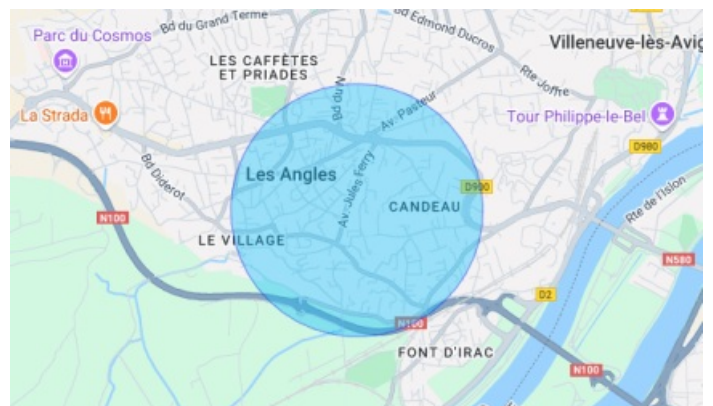 Bd du Grand Terme
Bd Edmond Ducros
Parc du Cosmos
Villeneuve-lès-Avig
LES CAFFÈTES
ET PRIADES
Rte Joffre
Bd du M
Av. Pasteur
La Strada
Tour Philippe-le-Bel
D980
Bd Diderot
Les Angles
Av. Jules Ferry
D900
CANDEAU
Rte de l'Islon
N100
LE VILLAGE
N580
D2
N100
FONT D'IRAC
N100